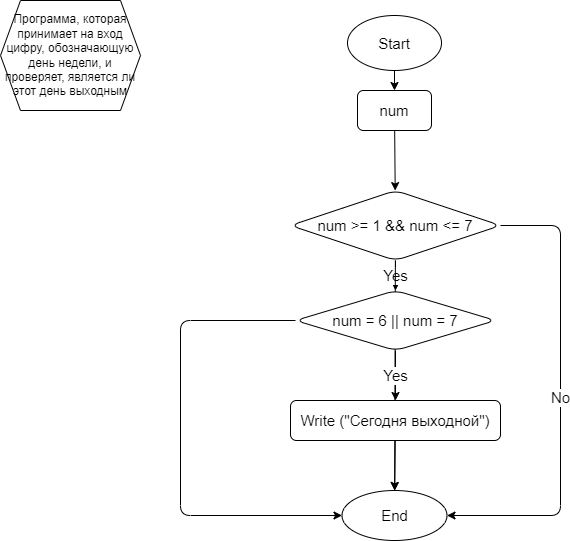 Программа, которая
принимает на вход
цифру, обозначающую
день недели, и
проверяет, является ли
этот день выходным
Start
num
num >= 1 && num <= 7
Yes
num = 6 || num = 7
Yes
No
Write ("Сегодня выходной")
End